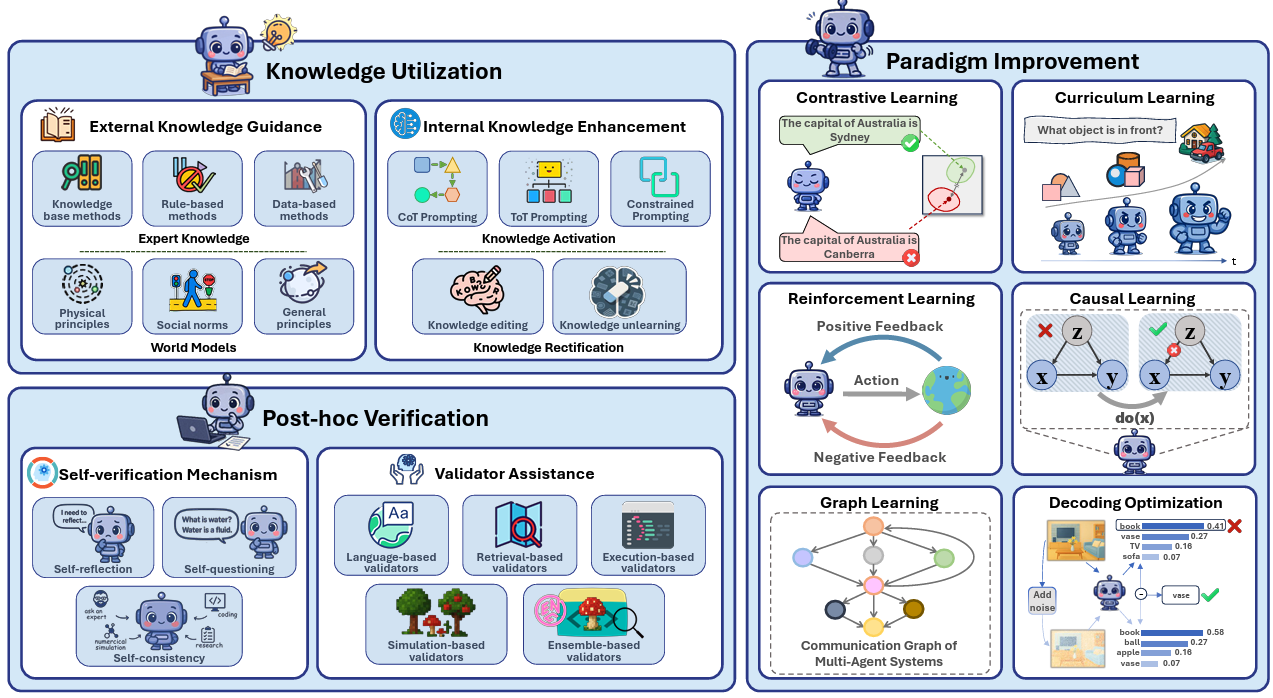 Knowledge Utilization
External Knowledge Guidance
Knowledge
base methods
Rule-based
methods
Data-based
methods
Expert Knowledge
Physical
principles
Social norms
General
principles
World Models
Internal Knowledge Enhancement
CoT Prompting
ToT Prompting
Constrained
Prompting
Knowledge Activation
Knowledge editing
Knowledge unlearning
Knowledge Rectification
Post-hoc Verification
Self-verification Mechanism
I need to
reflect...
Self-reflection
What is water?
Water is a fluid.
Self-questioning
ask an
expert
coding
numercical
simulation
research
Self-consistency
Validator Assistance
Aa
Language-based
validators
Retrieval-based
validators
Execution-based
validators
Simulation-based
validators
Ensemble-based
validators
Paradigm Improvement
Contrastive Learning
The capital of Australia is
Sydney
The capital of Australia is
Canberra
Curriculum Learning
What object is in front?
t
Reinforcement Learning
Positive Feedback
Action
Negative Feedback
Causal Learning
z
x
y
z
x
y
do(x)
Graph Learning
Communication Graph of
Multi-Agent Systems
Decoding Optimization
book 0.41
vase 0.27
TV 0.16
sofa 0.07
Add
noise
vase
book 0.58
ball 0.27
apple 0.16
vase 0.07